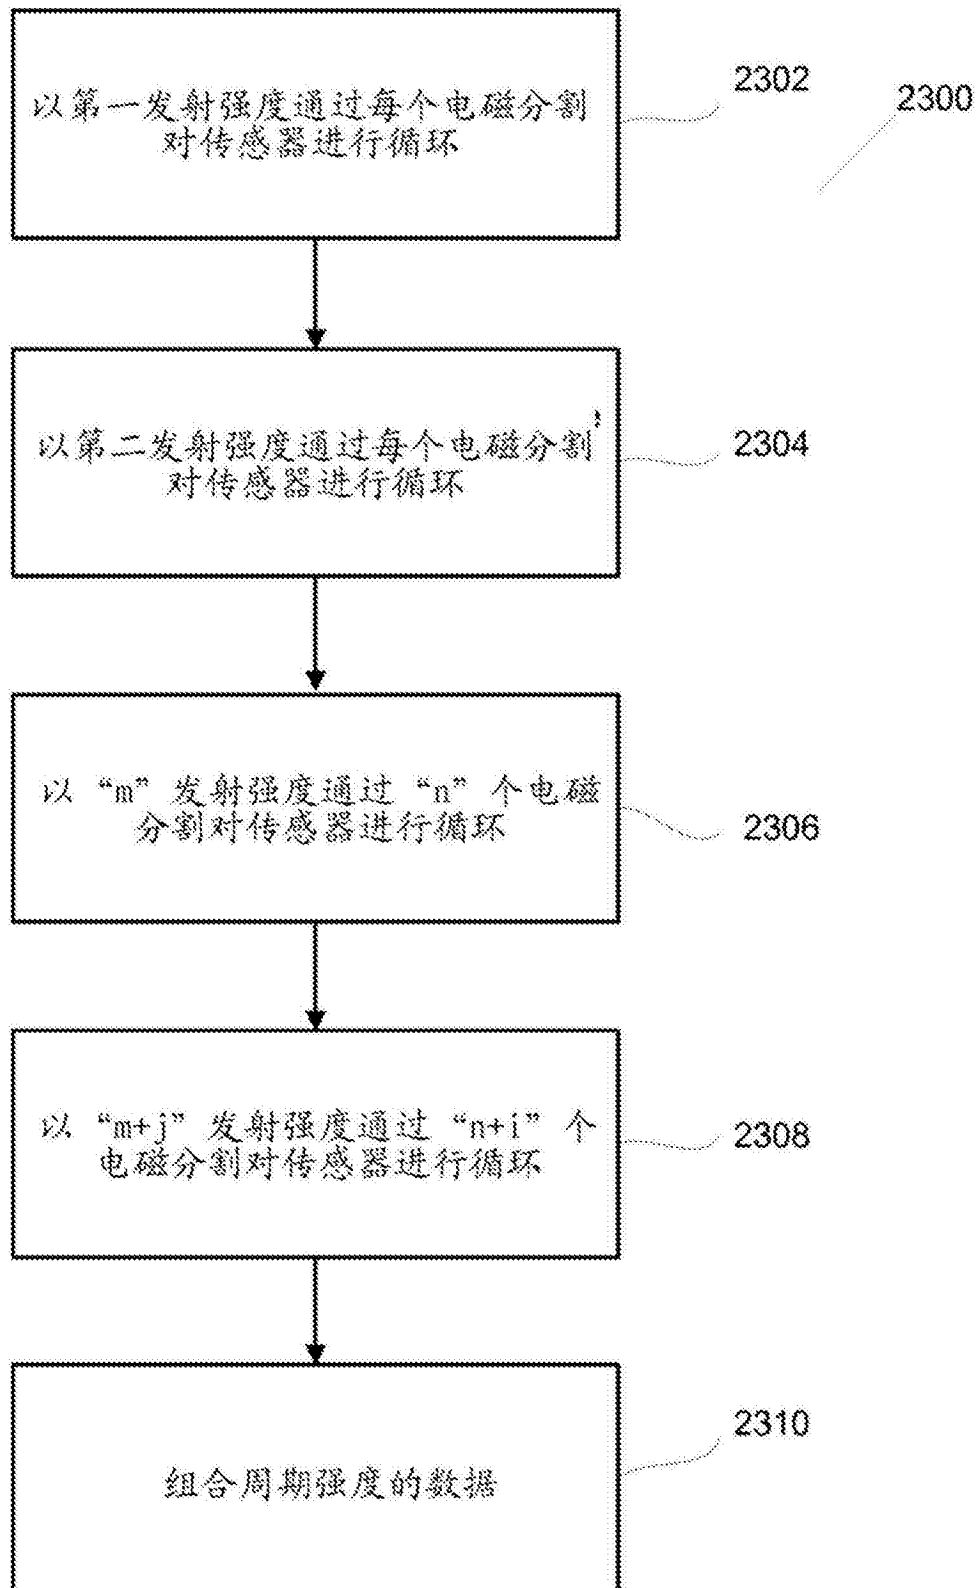 以第一发射强度通过每个电磁分割
对传感器进行循环
2302
2300
以第二发射强度通过每个电磁分割
对传感器进行循环
2304
以“m”发射强度通过“n”个电磁
分割对传感器进行循环
2306
以“m+j”发射强度通过“n+i”个
电磁分割对传感器进行循环
2308
组合周期强度的数据
2310